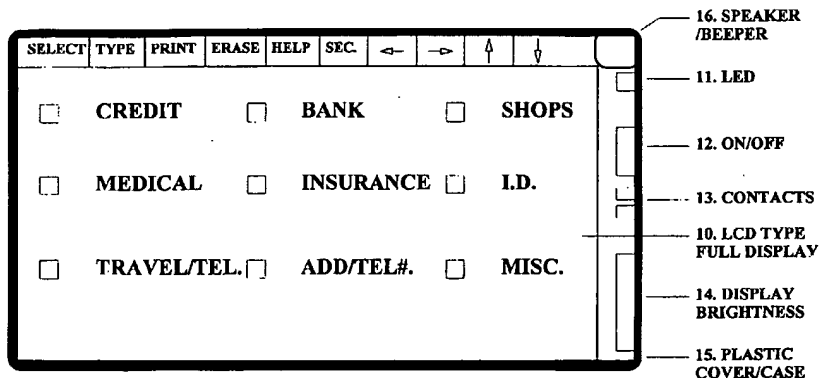 16. SPEAKER
/BEEPER
SELECT TYPE PRINT ERASE HELP SEC.
11. LED
CREDIT BANK SHOPS
12. ON/OFF
MEDICAL INSURANCE I.D.
13. CONTACTS
10. LCD TYPE
FULL DISPLAY
TRAVEL/TEL. ADD/TEL#. MISC.
14. DISPLAY
BRIGHTNESS
15. PLASTIC
COVER/CASE